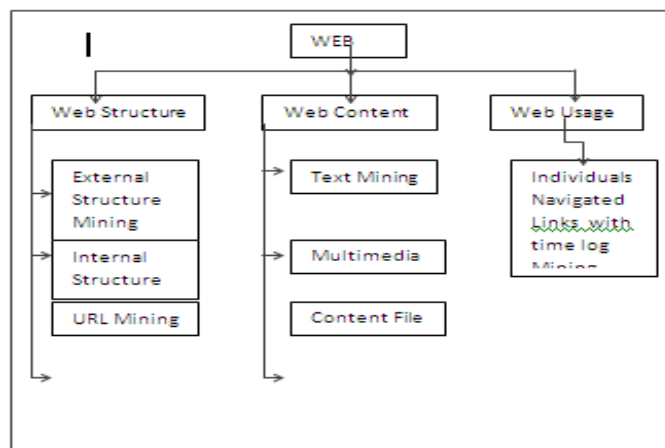 WEB
Web Structure
Web Content
Web Usage
External
Structure
Mining
Internal
Structure
URL Mining
Text Mining
Multimedia
Content File
Individuals
Navigated
Links with
time log
Mining